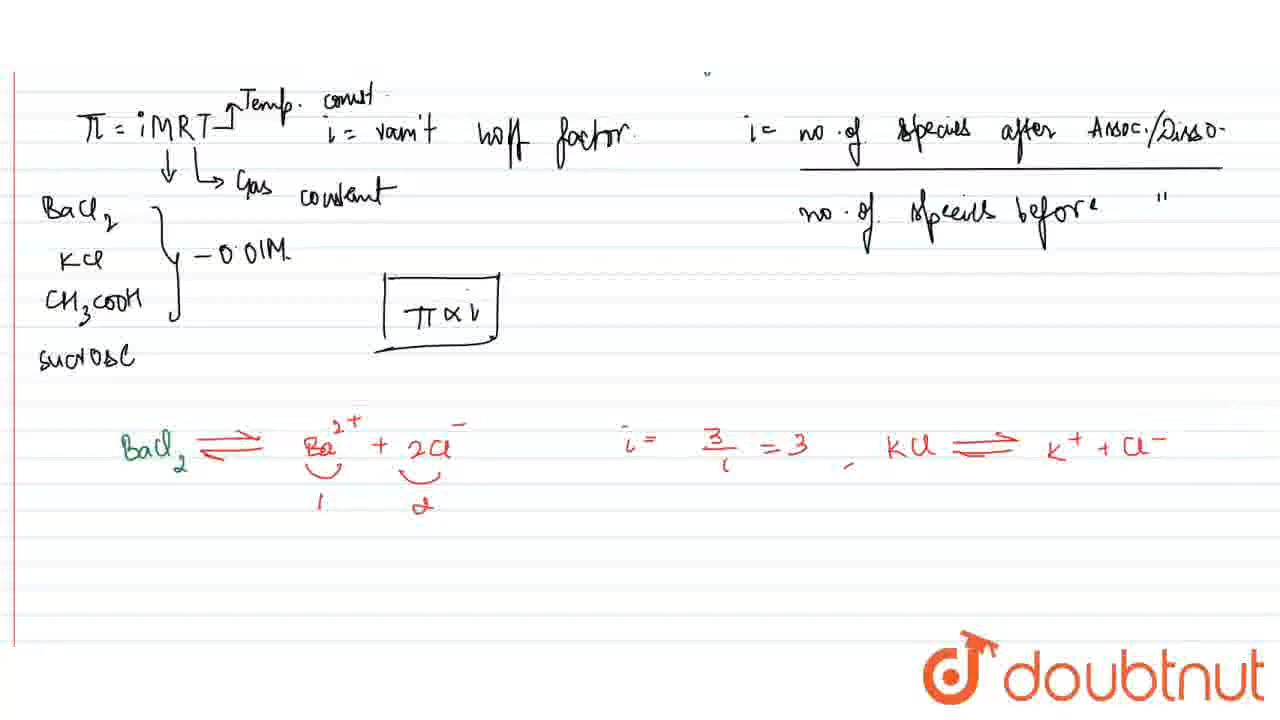 Temp. const.
π = iMRT i = vam't hoff factor. i = no. of species after Assoc./Disso.
Gas constant
no. of species before "
BaCl2
KCl – 0.01M.
CH3COOH
π ∝ i
sucrose
BaCl2 ⇌ Ba2+ + 2Cl– i = 3/1 = 3, KCl ⇌ K+ + Cl–
1 2
doubtnut